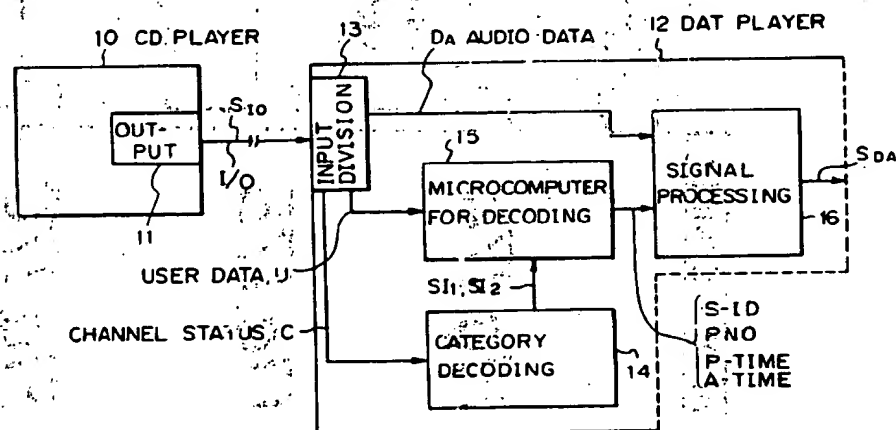 10 CD PLAYER
13
DA AUDIO DATA
12 DAT PLAYER
OUT-
PUT
11
SIO
I/O
INPUT
DIVISION
15
MICROCOMPUTER
FOR DECODING
SIGNAL
PROCESSING
SDA
16
USER DATA, U
SI1, SI2
CHANNEL STATUS, C
CATEGORY
DECODING
14
S-ID
PNO
P-TIME
A-TIME